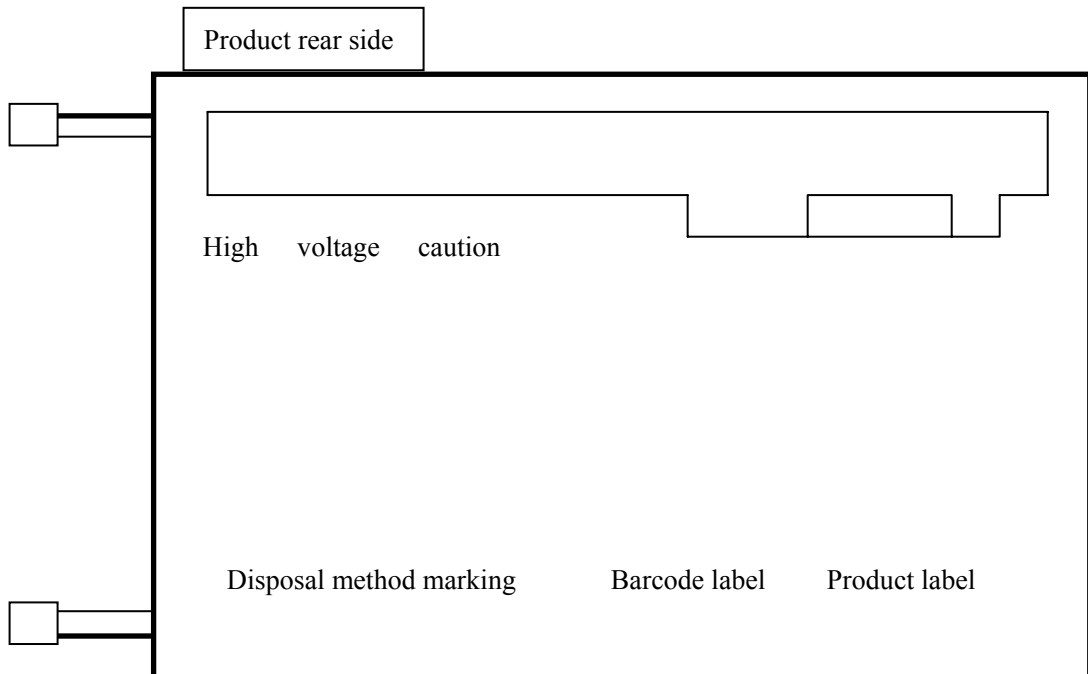 Product rear side
High voltage caution
Disposal method marking Barcode label Product label